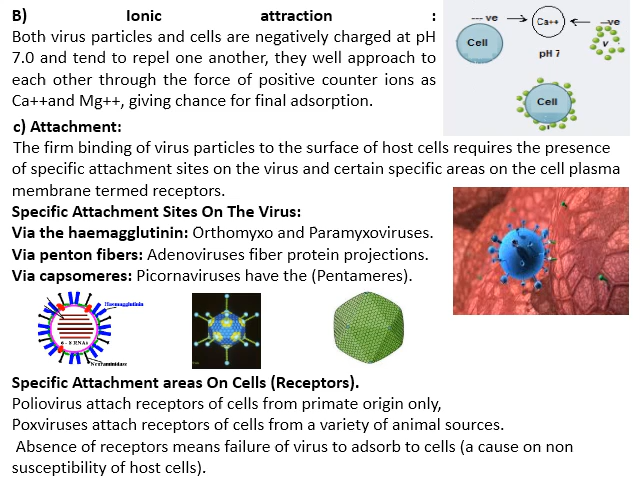 B) Ionic attraction :
Both virus particles and cells are negatively charged at pH
7.0 and tend to repel one another, they well approach to
each other through the force of positive counter ions as
Ca++and Mg++, giving chance for final adsorption.
--- ve
Ca++
—ve
Cell
v
pH 7
Cell
c) Attachment:
The firm binding of virus particles to the surface of host cells requires the presence
of specific attachment sites on the virus and certain specific areas on the cell plasma
membrane termed receptors.
Specific Attachment Sites On The Virus:
Via the haemagglutinin: Orthomyxo and Paramyxoviruses.
Via penton fibers: Adenoviruses fiber protein projections.
Via capsomeres: Picornaviruses have the (Pentameres).
Haemagglutinin
6 - 8 RNAs
Neuraminidase
Specific Attachment areas On Cells (Receptors).
Poliovirus attach receptors of cells from primate origin only,
Poxviruses attach receptors of cells from a variety of animal sources.
Absence of receptors means failure of virus to adsorb to cells (a cause on non
susceptibility of host cells).